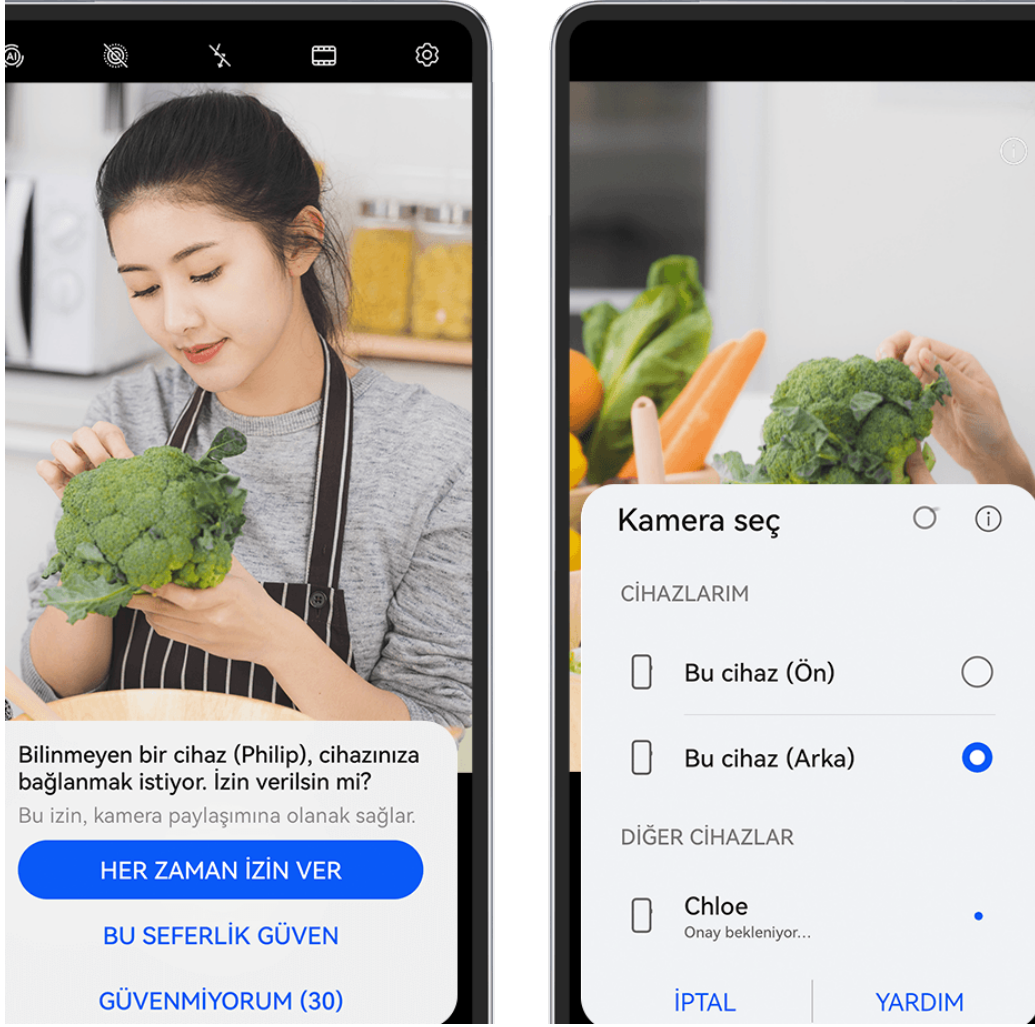 AI
Bilinmeyen bir cihaz (Philip), cihazınıza
bağlanmak istiyor. İzin verilsin mi?
Bu izin, kamera paylaşımına olanak sağlar.
HER ZAMAN İZİN VER
BU SEFERLİK GÜVEN
GÜVENMİYORUM (30)
Kamera seç
CİHAZLARIM
Bu cihaz (Ön)
Bu cihaz (Arka)
DİĞER CİHAZLAR
Chloe
Onay bekleniyor...
İPTAL
YARDIM